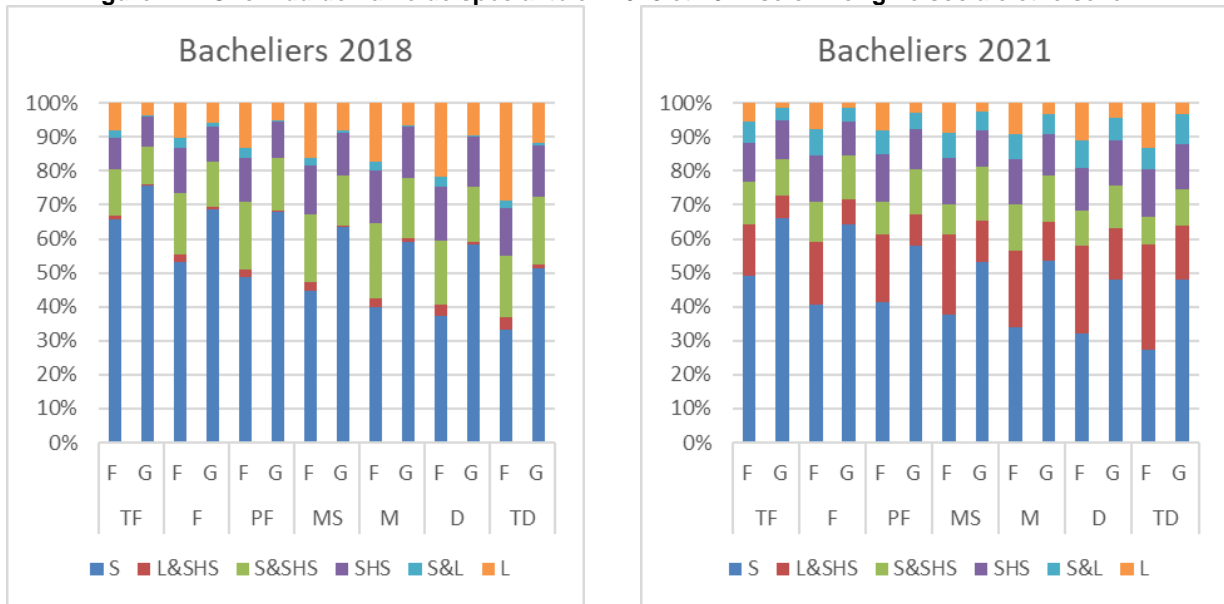 Bacheliers 2018
100%
90%
80%
70%
60%
50%
40%
30%
20%
10%
0%
F G F G F G F G F G F G F G
TF F PF MS M D TD
S L&SHS S&SHS SHS S&L L
Bacheliers 2021
100%
90%
80%
70%
60%
50%
40%
30%
20%
10%
0%
F G F G F G F G F G F G F G
TF F PF MS M D TD
S L&SHS S&SHS SHS S&L L